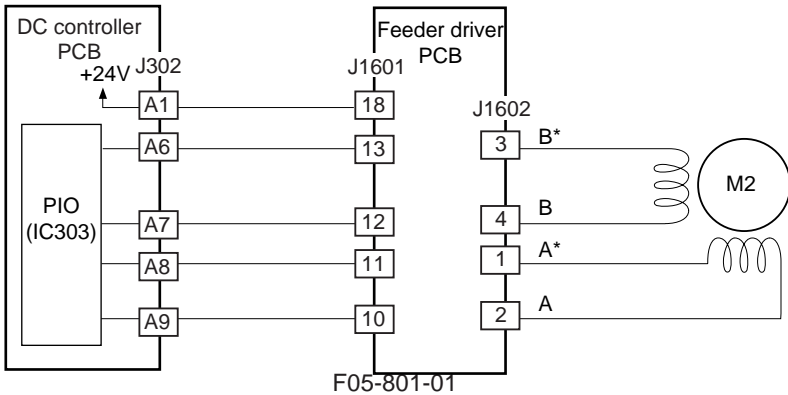 DC controller
PCB
+24V
J302
J1601
Feeder driver
PCB
J1602
A1
18
A6
13
3
B*
M2
PIO
(IC303)
A7
12
4
B
A8
11
1
A*
A9
10
2
A
F05-801-01